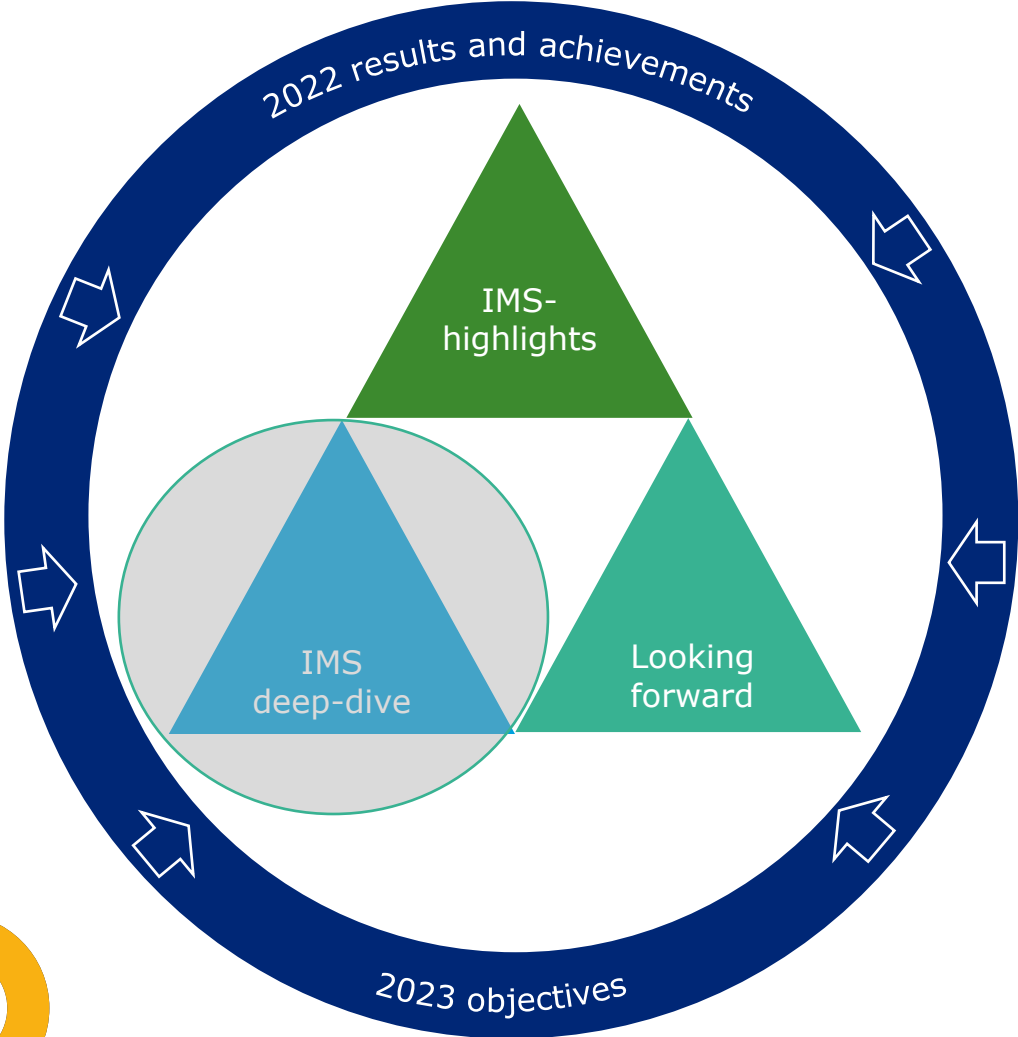 2022 results and achievements
IMS-
highlights
IMS
deep-dive
Looking
forward
2023 objectives